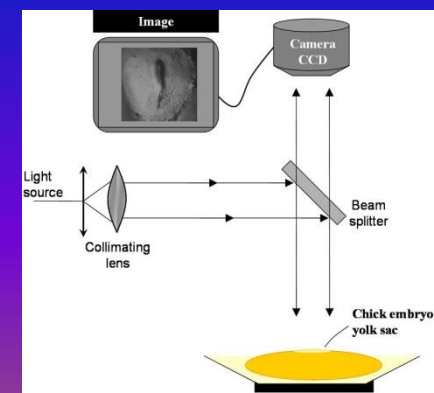 Image
Camera
CCD
Light
source
Collimating
lens
Beam
splitter
Chick embryo
yolk sac